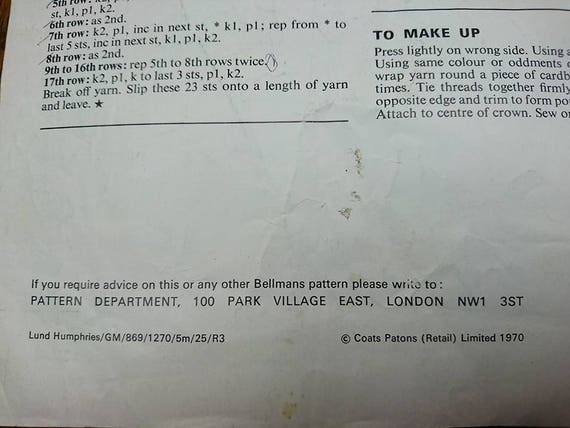 5th row:
st, k1, p1, k2.
6th row: as 2nd.
7th row: k2, p1, inc in next st, * k1, p1; rep from * to
last 5 sts, inc in next st, k1, p1, k2.
8th row: as 2nd.
9th to 16th rows: rep 5th to 8th rows twice.
17th row: k2, p1, k to last 3 sts, p1, k2.
Break off yarn. Slip these 23 sts onto a length of yarn
and leave. ★
TO MAKE UP
Press lightly on wrong side. Using
Using same colour or oddments
wrap yarn round a piece of cardb
times. Tie threads together firmly
opposite edge and trim to form po
Attach to centre of crown. Sew
If you require advice on this or any other Bellmans pattern please write to:
PATTERN DEPARTMENT, 100 PARK VILLAGE EAST, LONDON NW1 3ST
Lund Humphries/GM/869/1270/5m/25/R3
© Coats Patons (Retail) Limited 1970